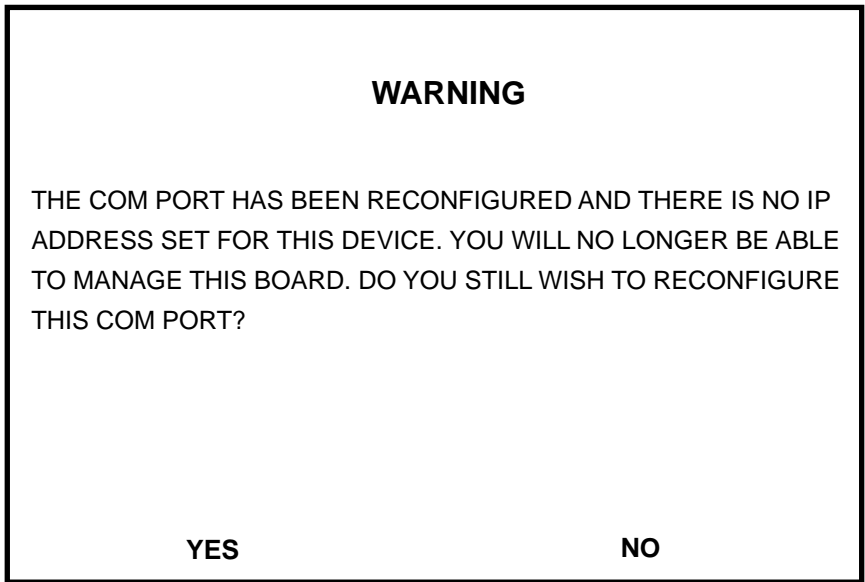 WARNING
THE COM PORT HAS BEEN RECONFIGURED AND THERE IS NO IP
ADDRESS SET FOR THIS DEVICE. YOU WILL NO LONGER BE ABLE
TO MANAGE THIS BOARD. DO YOU STILL WISH TO RECONFIGURE
THIS COM PORT?
YES NO